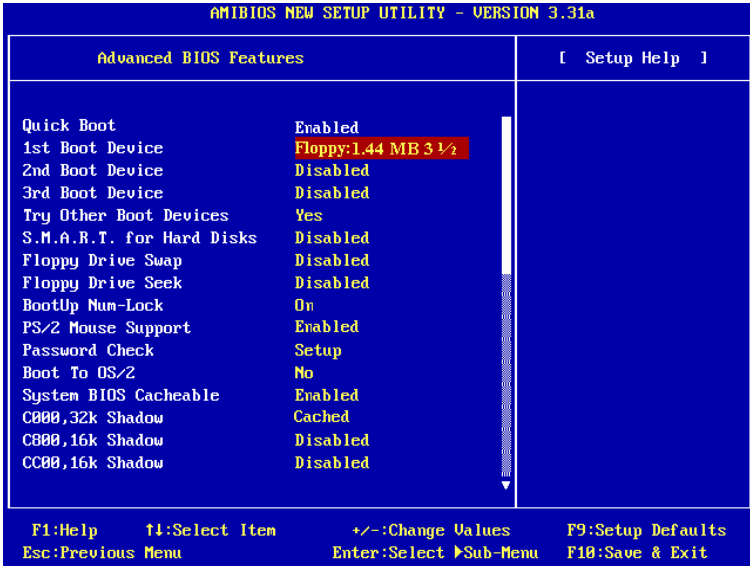 AMIBIOS NEW SETUP UTILITY - VERSION 3.31a
Advanced BIOS Features
[ Setup Help ]
Quick Boot Enabled
1st Boot Device Floppy:1.44 MB 3 ½
2nd Boot Device Disabled
3rd Boot Device Disabled
Try Other Boot Devices Yes
S.M.A.R.T. for Hard Disks Disabled
Floppy Drive Swap Disabled
Floppy Drive Seek Disabled
BootUp Num-Lock On
PS/2 Mouse Support Enabled
Password Check Setup
Boot To OS/2 No
System BIOS Cacheable Enabled
C000,32k Shadow Cached
C800,16k Shadow Disabled
CC00,16k Shadow Disabled
F1:Help ↑↓:Select Item +/-:Change Values F9:Setup Defaults
Esc:Previous Menu Enter:Select ▶Sub-Menu F10:Save & Exit